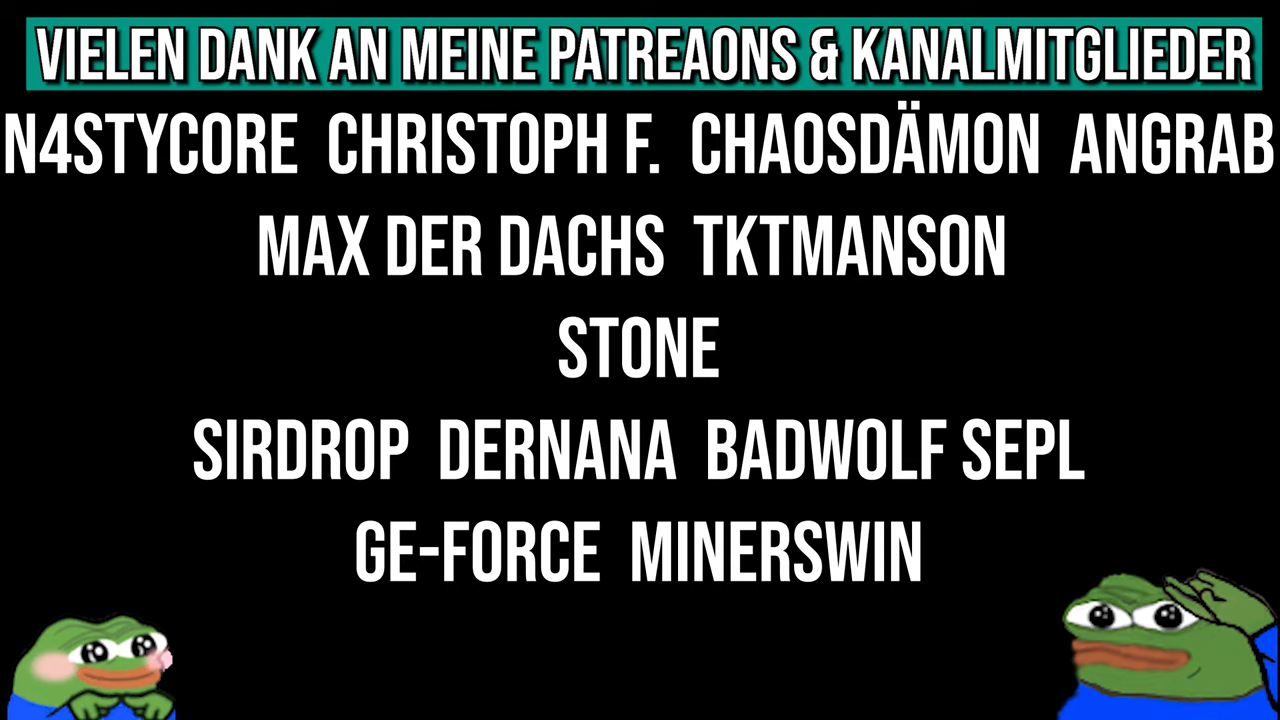 VIELEN DANK AN MEINE PATREAONS & KANALMITGLIEDER
N4STYCORE CHRISTOPH F. CHAOSDÄMON ANGRAB
MAX DER DACHS TKTMANSON
STONE
SIRDROP DERNANA BADWOLF SEPL
GE-FORCE MINERSWIN